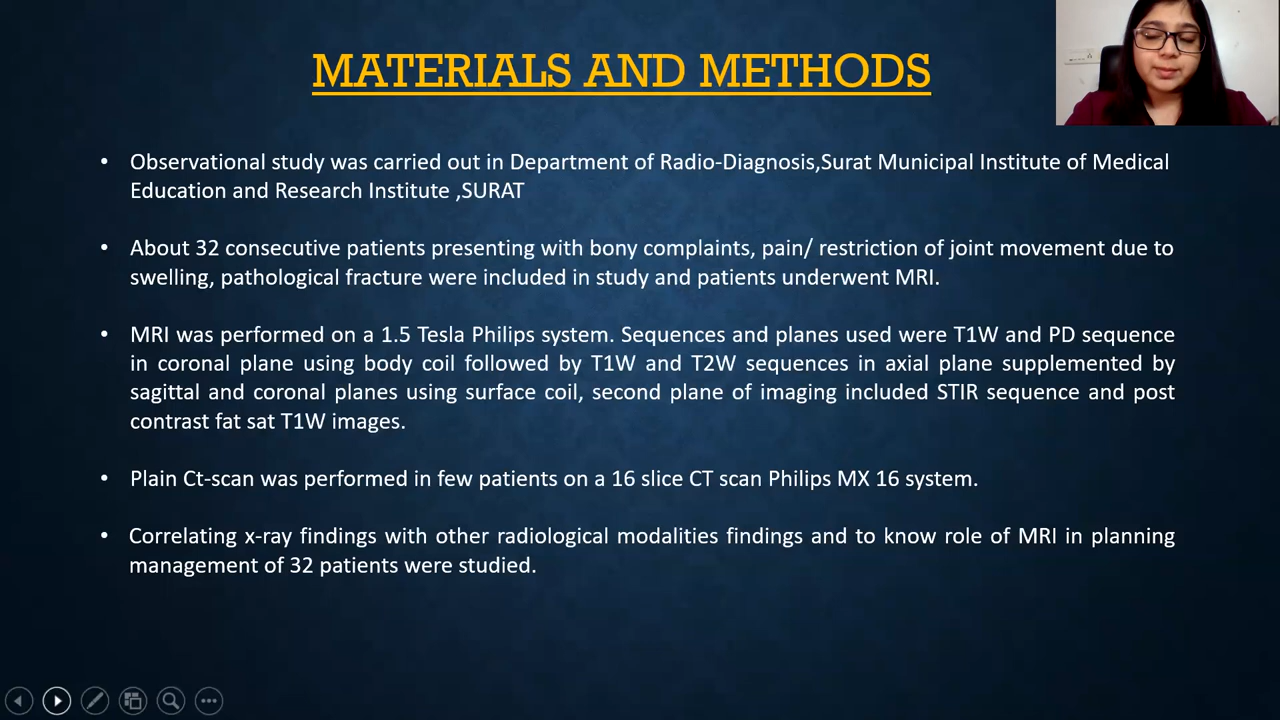 MATERIALS AND METHODS
• Observational study was carried out in Department of Radio-Diagnosis,Surat Municipal Institute of Medical
Education and Research Institute ,SURAT
• About 32 consecutive patients presenting with bony complaints, pain/ restriction of joint movement due to
swelling, pathological fracture were included in study and patients underwent MRI.
• MRI was performed on a 1.5 Tesla Philips system. Sequences and planes used were T1W and PD sequence
in coronal plane using body coil followed by T1W and T2W sequences in axial plane supplemented by
sagittal and coronal planes using surface coil, second plane of imaging included STIR sequence and post
contrast fat sat T1W images.
• Plain Ct-scan was performed in few patients on a 16 slice CT scan Philips MX 16 system.
• Correlating x-ray findings with other radiological modalities findings and to know role of MRI in planning
management of 32 patients were studied.